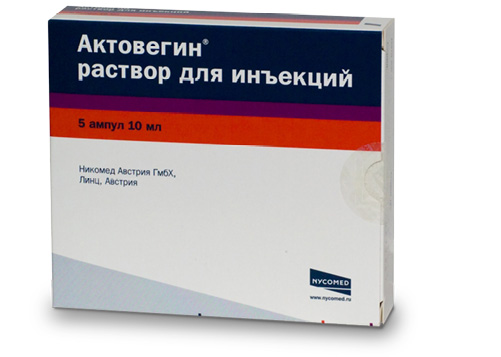 Актовегин®
раствор для инъекций
5 ампул 10 мл
Никомед Австрия ГмбХ,
Линц, Австрия
NYCOMED
www.nycomed.ru